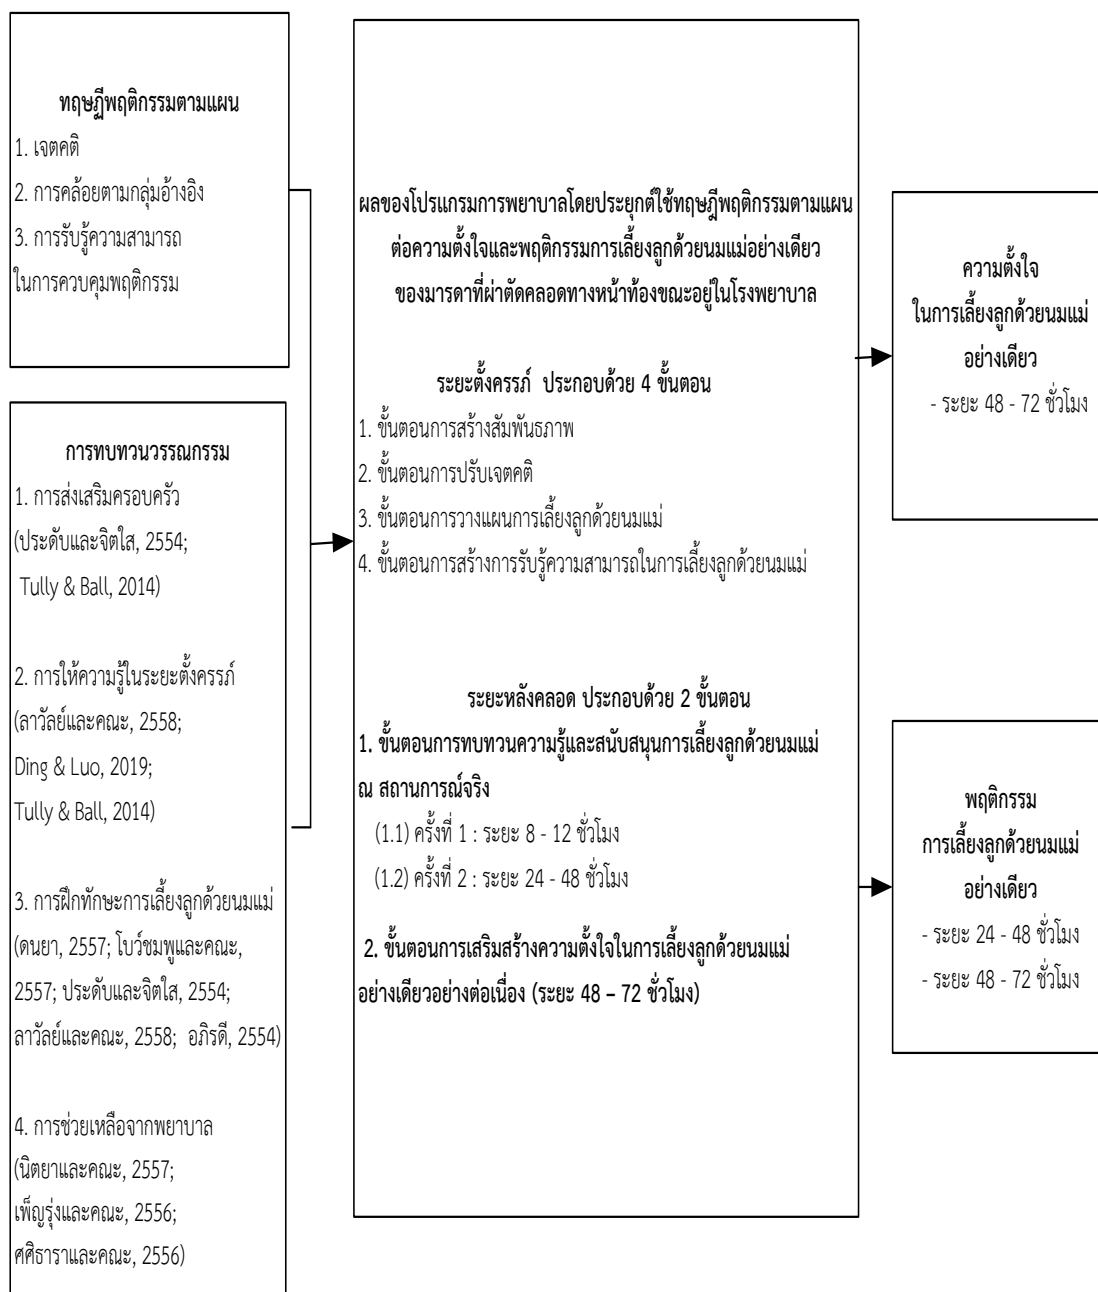 ทฤษฎีพฤติกรรมตามแผน
1. เจตคติ
2. การคล้อยตามกลุ่มอ้างอิง
3. การรับรู้ความสามารถ
ในการควบคุมพฤติกรรม
การทบทวนวรรณกรรม
1. การส่งเสริมครอบครัว
(ประดับและจิตใส, 2554;
Tully & Ball, 2014)
2. การให้ความรู้ในระยะตั้งครรภ์
(ลาวัลย์และคณะ, 2558;
Ding & Luo, 2019;
Tully & Ball, 2014)
3. การฝึกทักษะการเลี้ยงลูกด้วยนมแม่
(ดนยา, 2557; โบว์ชมพูและคณะ,
2557; ประดับและจิตใส, 2554;
ลาวัลย์และคณะ, 2558; อภิรดี, 2554)
4. การช่วยเหลือจากพยาบาล
(นิตยาและคณะ, 2557;
เพ็ญรุ่งและคณะ, 2556;
ศศิธาราและคณะ, 2556)
ผลของโปรแกรมการพยาบาลโดยประยุกต์ใช้ทฤษฎีพฤติกรรมตามแผน
ต่อความตั้งใจและพฤติกรรมการเลี้ยงลูกด้วยนมแม่อย่างเดียว
ของมารดาที่ผ่าตัดคลอดทางหน้าท้องขณะอยู่ในโรงพยาบาล
ระยะตั้งครรภ์ ประกอบด้วย 4 ขั้นตอน
1. ขั้นตอนการสร้างสัมพันธภาพ
2. ขั้นตอนการปรับเจตคติ
3. ขั้นตอนการวางแผนการเลี้ยงลูกด้วยนมแม่
4. ขั้นตอนการสร้างการรับรู้ความสามารถในการเลี้ยงลูกด้วยนมแม่
ระยะหลังคลอด ประกอบด้วย 2 ขั้นตอน
1. ขั้นตอนการทบทวนความรู้และสนับสนุนการเลี้ยงลูกด้วยนมแม่
ณ สถานการณ์จริง
(1.1) ครั้งที่ 1 : ระยะ 8 - 12 ชั่วโมง
(1.2) ครั้งที่ 2 : ระยะ 24 - 48 ชั่วโมง
2. ขั้นตอนการเสริมสร้างความตั้งใจในการเลี้ยงลูกด้วยนมแม่
อย่างเดียวอย่างต่อเนื่อง (ระยะ 48 – 72 ชั่วโมง)
ความตั้งใจ
ในการเลี้ยงลูกด้วยนมแม่
อย่างเดียว
- ระยะ 48 - 72 ชั่วโมง
พฤติกรรม
การเลี้ยงลูกด้วยนมแม่
อย่างเดียว
- ระยะ 24 - 48 ชั่วโมง
- ระยะ 48 - 72 ชั่วโมง